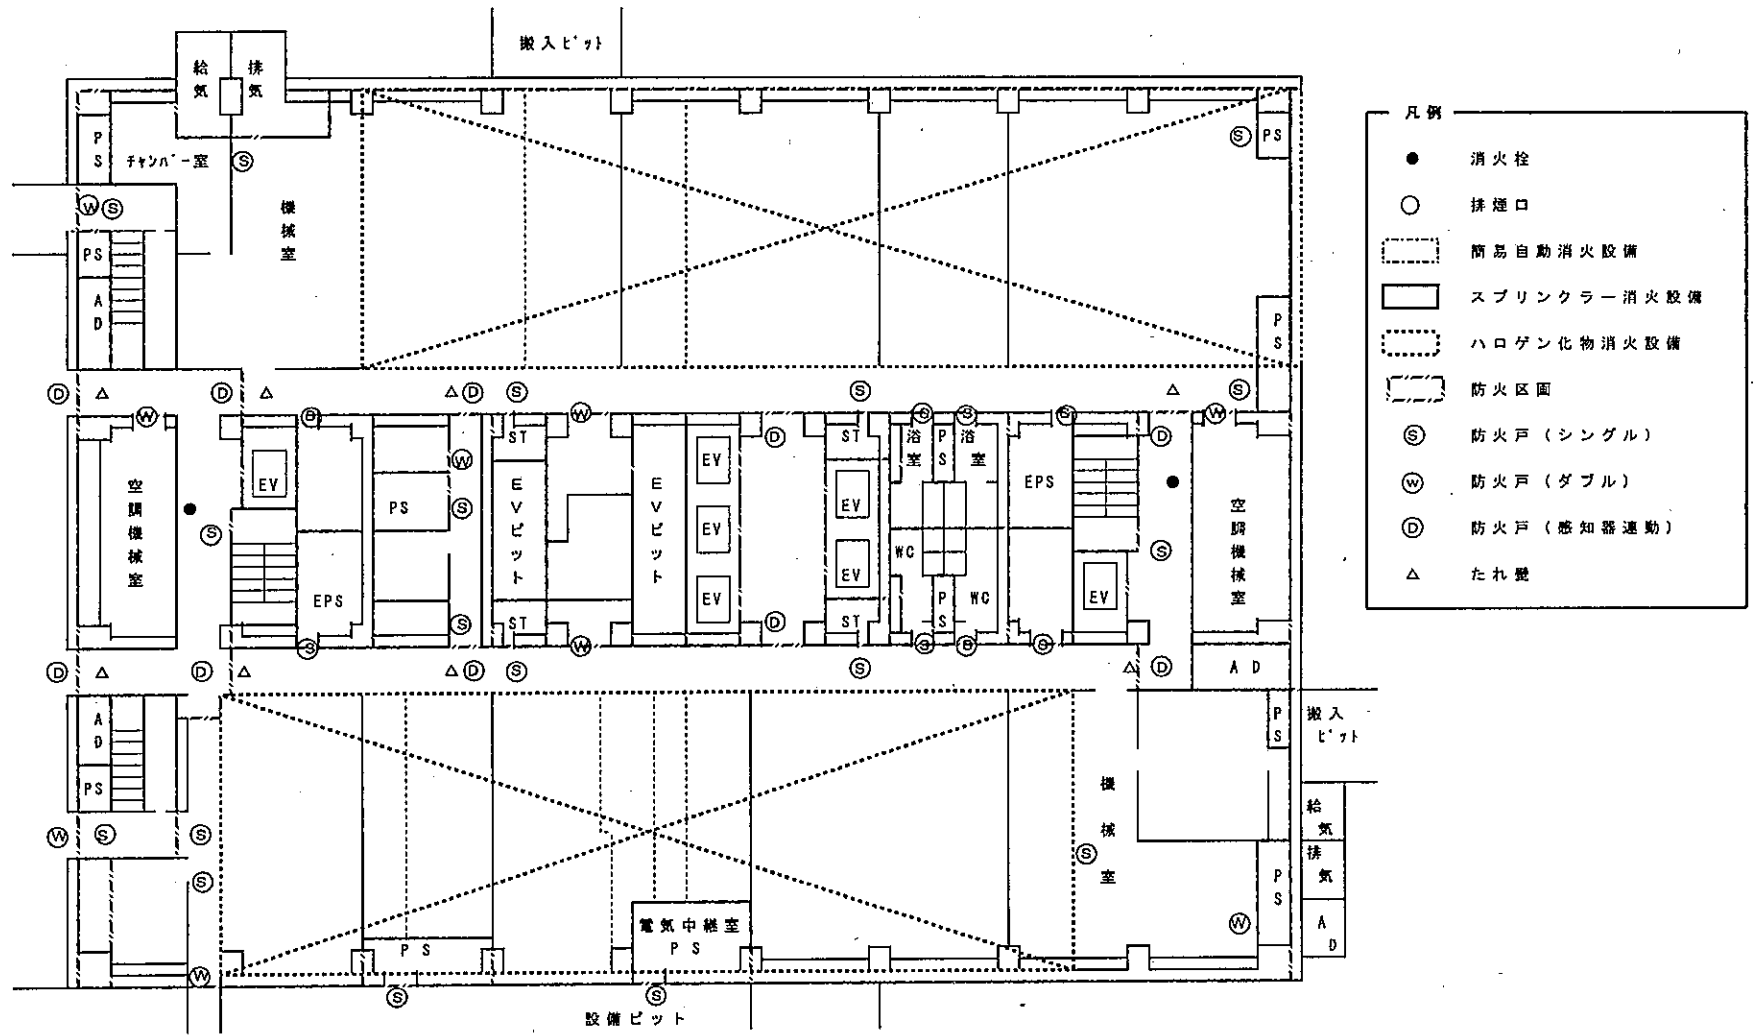 搬入ピット
給気
排気
PS
チャンバー室
Ⓢ
Ⓢ
PS
機械室
Ⓦ Ⓢ
PS
AD
PS
Ⓓ △ Ⓓ △ △ Ⓓ Ⓢ Ⓢ △ Ⓢ
Ⓦ Ⓢ Ⓦ Ⓢ Ⓢ Ⓢ Ⓦ
空調機械室
EV
EPS
PS
Ⓦ
Ⓢ
Ⓢ
Ⓢ
ST
EVピット
ST
EVピット
EV
EV
EV
Ⓓ
Ⓓ
ST
EV
EV
ST
浴室
PS
浴室
WC
PS
WC
EPS
Ⓓ
Ⓢ
EV
空調機械室
Ⓢ Ⓦ Ⓢ Ⓢ Ⓢ
Ⓓ △ Ⓓ △ △ Ⓓ Ⓢ Ⓢ △ Ⓓ
AD
AD
PS
PS
搬入ピット
機械室
Ⓦ Ⓢ Ⓢ
Ⓢ
Ⓢ
給気
排気
AD
PS
Ⓦ
PS
電気中継室
PS
Ⓦ
Ⓢ
Ⓢ
設備ピット
凡例
● 消火栓
○ 排煙口
簡易自動消火設備
スプリンクラー消火設備
ハロゲン化物消火設備
防火区画
Ⓢ 防火戸(シングル)
Ⓦ 防火戸(ダブル)
Ⓓ 防火戸(感知器連動)
△ たれ壁